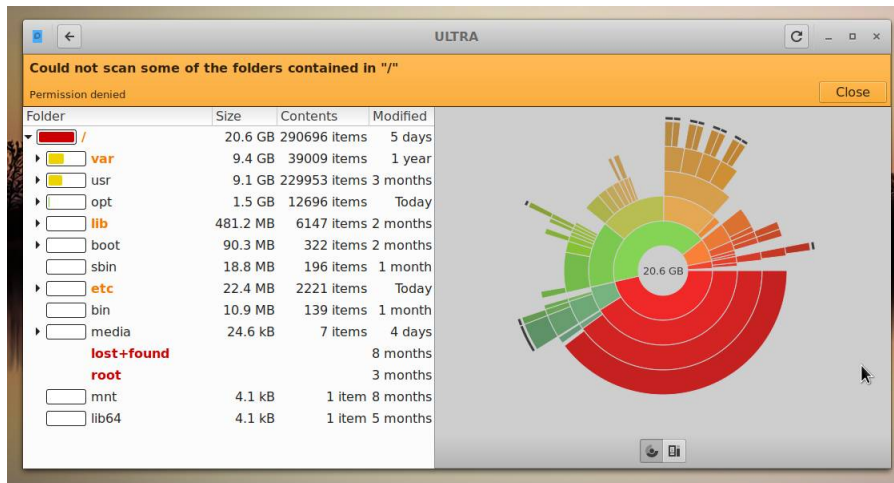 ULTRA
Could not scan some of the folders contained in "/"
Permission denied
Close
Folder Size Contents Modified
/ 20.6 GB 290696 items 5 days
var 9.4 GB 39009 items 1 year
usr 9.1 GB 229953 items 3 months
opt 1.5 GB 12696 items Today
lib 481.2 MB 6147 items 2 months
boot 90.3 MB 322 items 2 months
sbin 18.8 MB 196 items 1 month
etc 22.4 MB 2221 items Today
bin 10.9 MB 139 items 1 month
media 24.6 kB 7 items 4 days
lost+found 8 months
root 3 months
mnt 4.1 kB 1 item 8 months
lib64 4.1 kB 1 item 5 months
20.6 GB